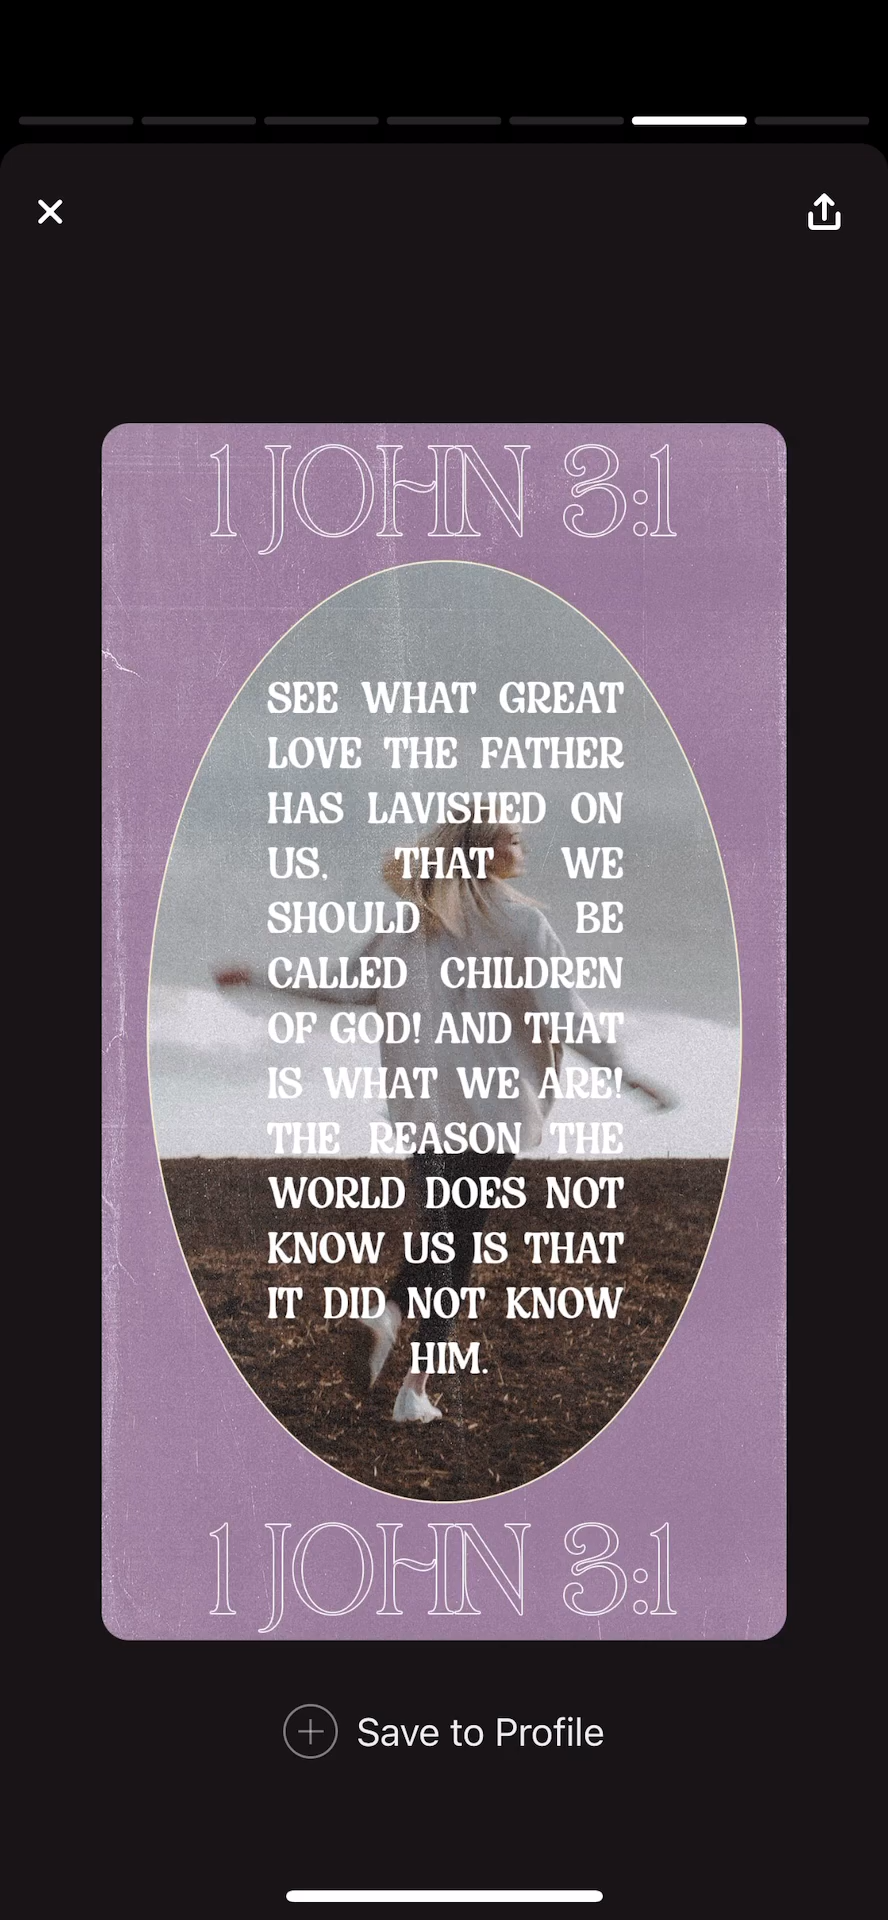 1 JOHN 3:1
SEE WHAT GREAT
LOVE THE FATHER
HAS LAVISHED ON
US, THAT WE
SHOULD BE
CALLED CHILDREN
OF GOD! AND THAT
IS WHAT WE ARE!
THE REASON THE
WORLD DOES NOT
KNOW US IS THAT
IT DID NOT KNOW
HIM.
1 JOHN 3:1
Save to Profile